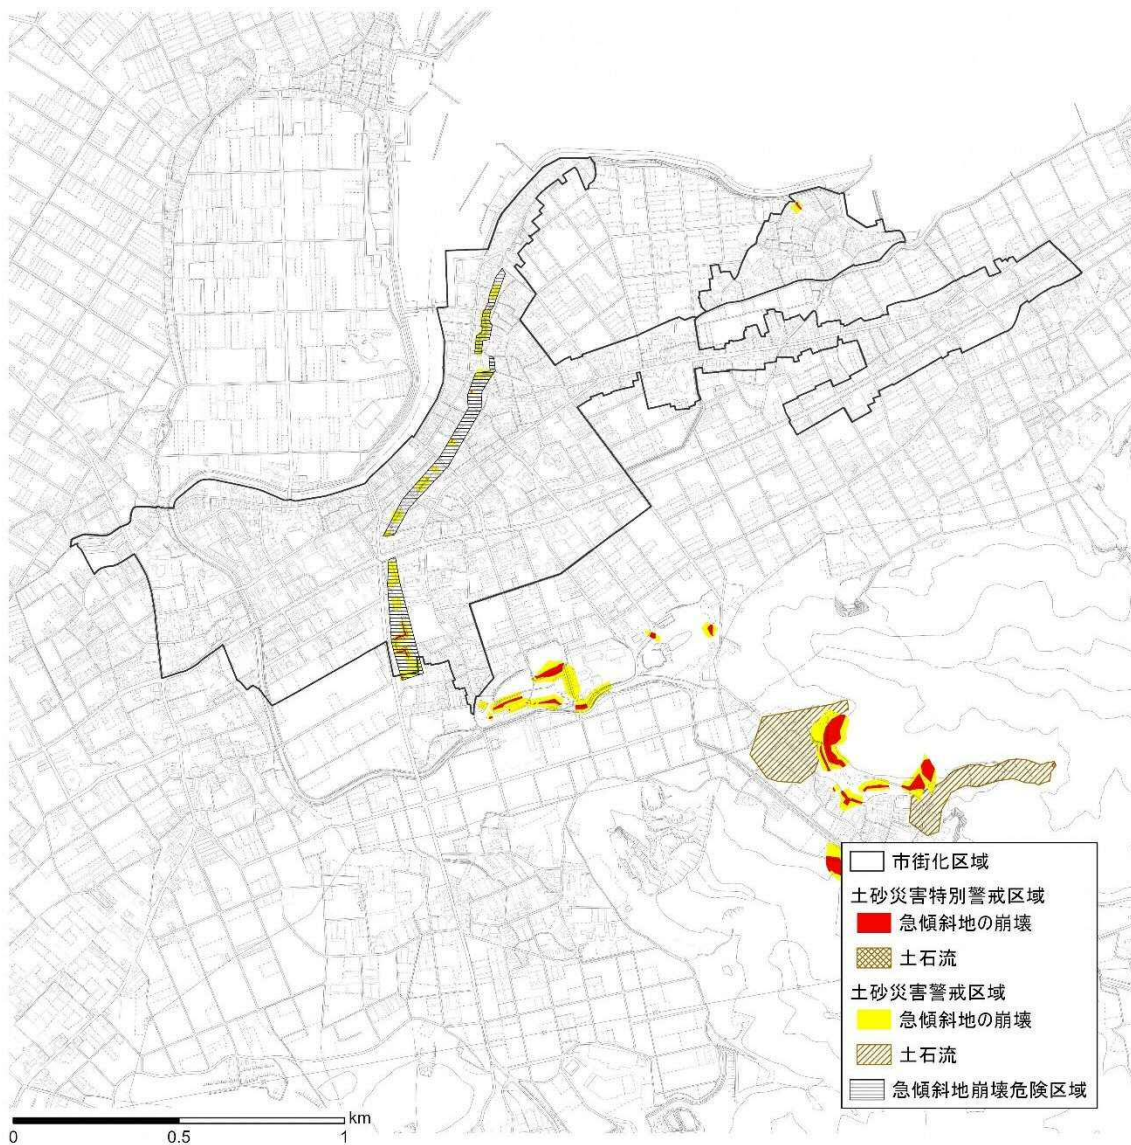 市街化区域
土砂災害特別警戒区域
急傾斜地の崩壊
土石流
土砂災害警戒区域
急傾斜地の崩壊
土石流
急傾斜地崩壊危険区域
km
0 0.5 1